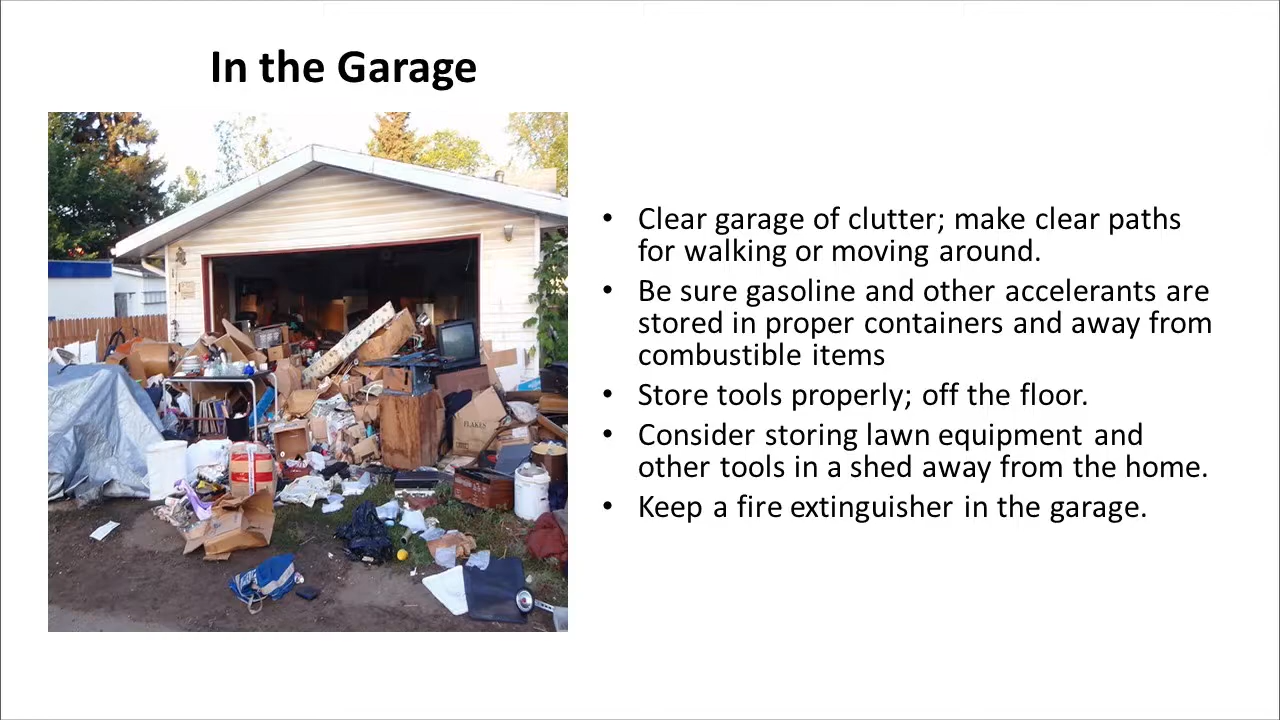 In the Garage
FLAKES
• Clear garage of clutter; make clear paths
for walking or moving around.
• Be sure gasoline and other accelerants are
stored in proper containers and away from
combustible items
• Store tools properly; off the floor.
• Consider storing lawn equipment and
other tools in a shed away from the home.
• Keep a fire extinguisher in the garage.